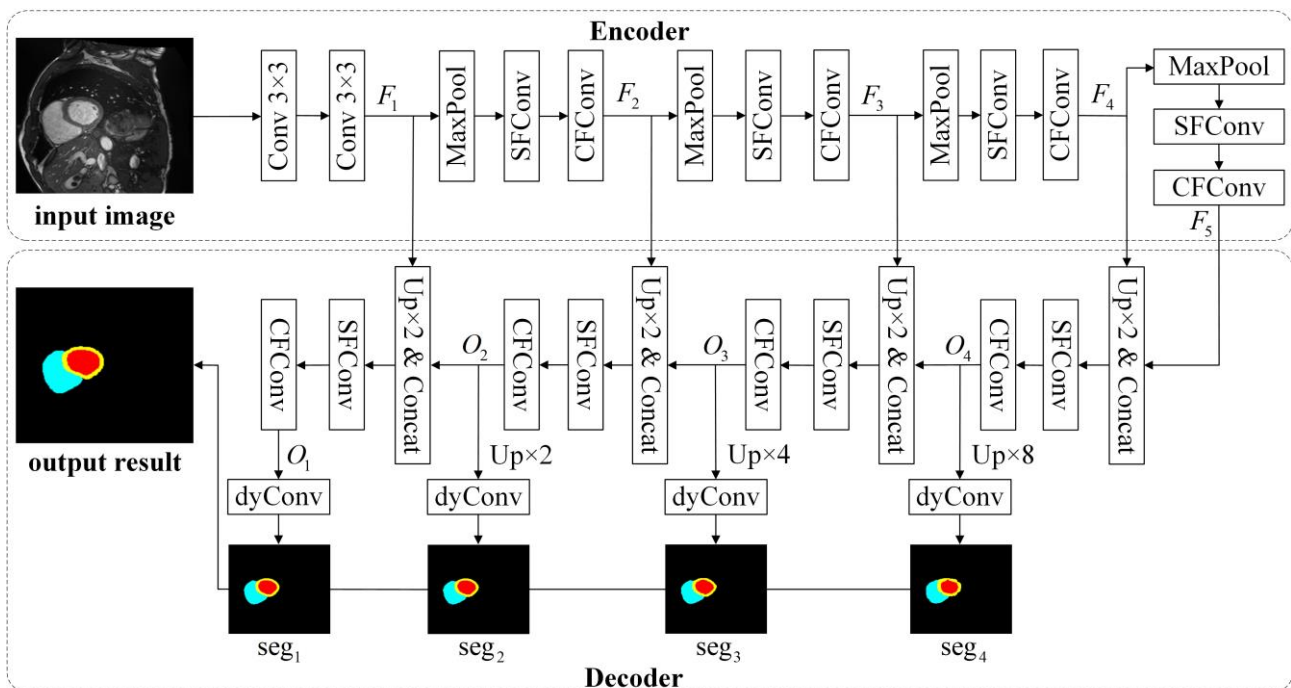 Encoder
input image
Conv 3×3
Conv 3×3
F₁
MaxPool
SFConv
CFConv
F₂
MaxPool
SFConv
CFConv
F₃
MaxPool
SFConv
CFConv
F₄
MaxPool
SFConv
CFConv
F₅
output result
CFConv
SFConv
Up×2 & Concat
O₂
CFConv
SFConv
Up×2 & Concat
O₃
CFConv
SFConv
Up×2 & Concat
O₄
CFConv
SFConv
Up×2 & Concat
O₁
Up×2
Up×4
Up×8
dyConv
dyConv
dyConv
dyConv
seg₁
seg₂
seg₃
seg₄
Decoder